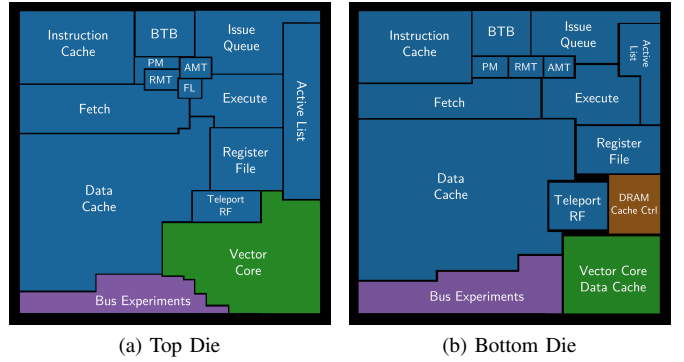 Instruction
Cache
BTB
Issue
Queue
PM
AMT
RMT
FL
Fetch
Execute
Active List
Register
File
Data
Cache
Teleport
RF
Vector
Core
Bus Experiments
(a) Top Die
Instruction
Cache
BTB
Issue
Queue
Active
List
PM
RMT
AMT
Fetch
Execute
Register
File
Data
Cache
Teleport
RF
DRAM
Cache Ctrl
Vector Core
Data Cache
Bus Experiments
(b) Bottom Die